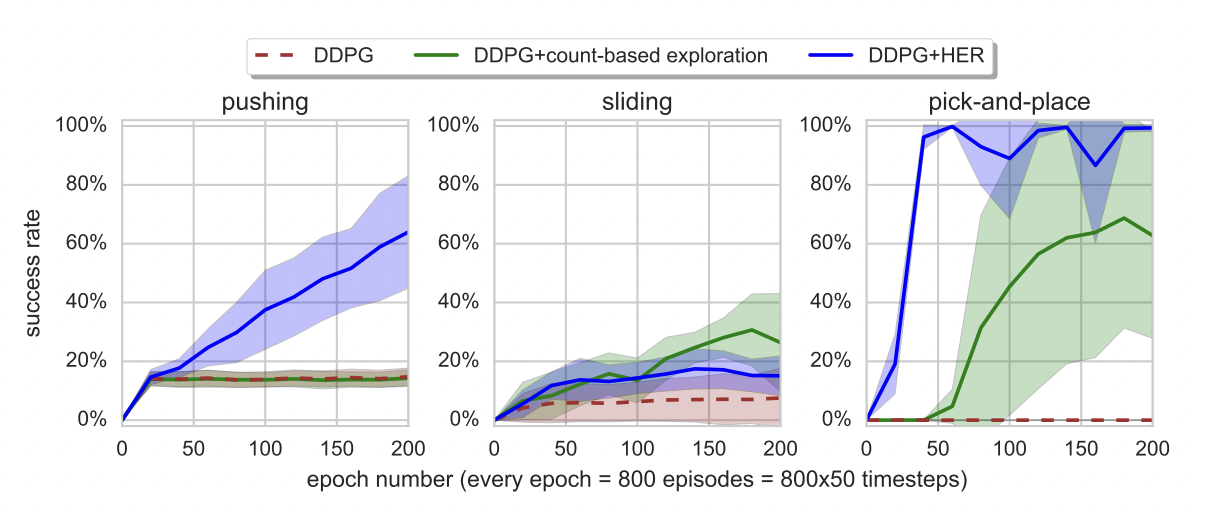 DDPG DDPG+count-based exploration DDPG+HER
pushing sliding pick-and-place
success rate
100% 100% 100%
80% 80% 80%
60% 60% 60%
40% 40% 40%
20% 20% 20%
0% 0% 0%
0 50 100 150 200 0 50 100 150 200 0 50 100 150 200
epoch number (every epoch = 800 episodes = 800x50 timesteps)